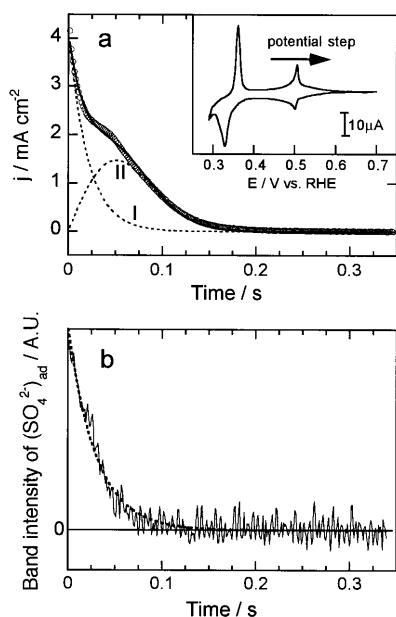 a
potential step
10μA
0.3 0.4 0.5 0.6 0.7
E / V vs. RHE
4
3
2
1
0
j / mA cm⁻²
II
I
0 0.1 0.2 0.3
Time / s
b
Band intensity of (SO₄²⁻)ad / A.U.
0
0 0.1 0.2 0.3
Time / s